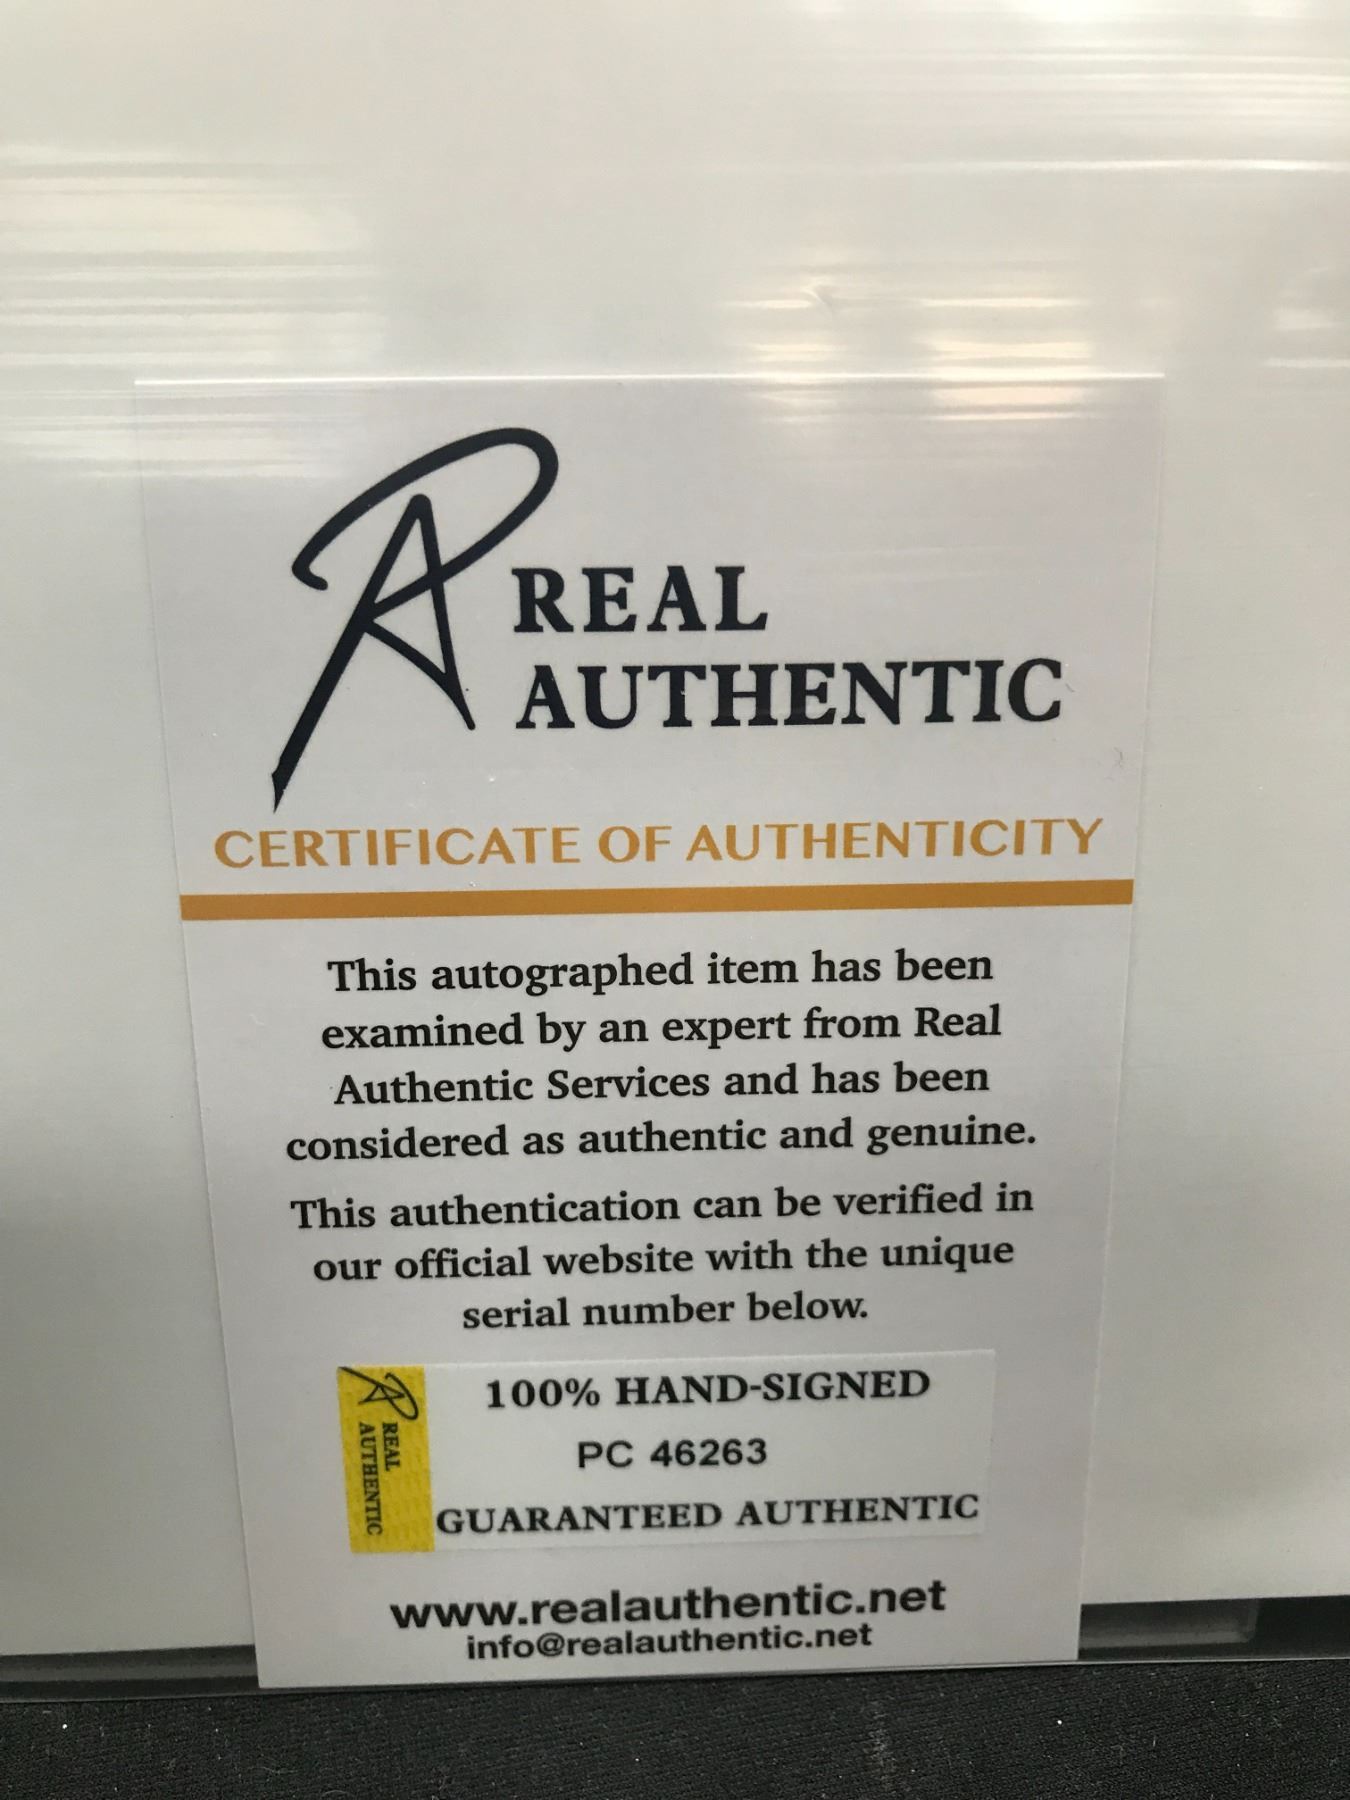 REAL
AUTHENTIC
CERTIFICATE OF AUTHENTICITY
This autographed item has been
examined by an expert from Real
Authentic Services and has been
considered as authentic and genuine.
This authentication can be verified in
our official website with the unique
serial number below.
REAL
AUTHENTIC
100% HAND-SIGNED
PC 46263
GUARANTEED AUTHENTIC
www.realauthentic.net
info@realauthentic.net